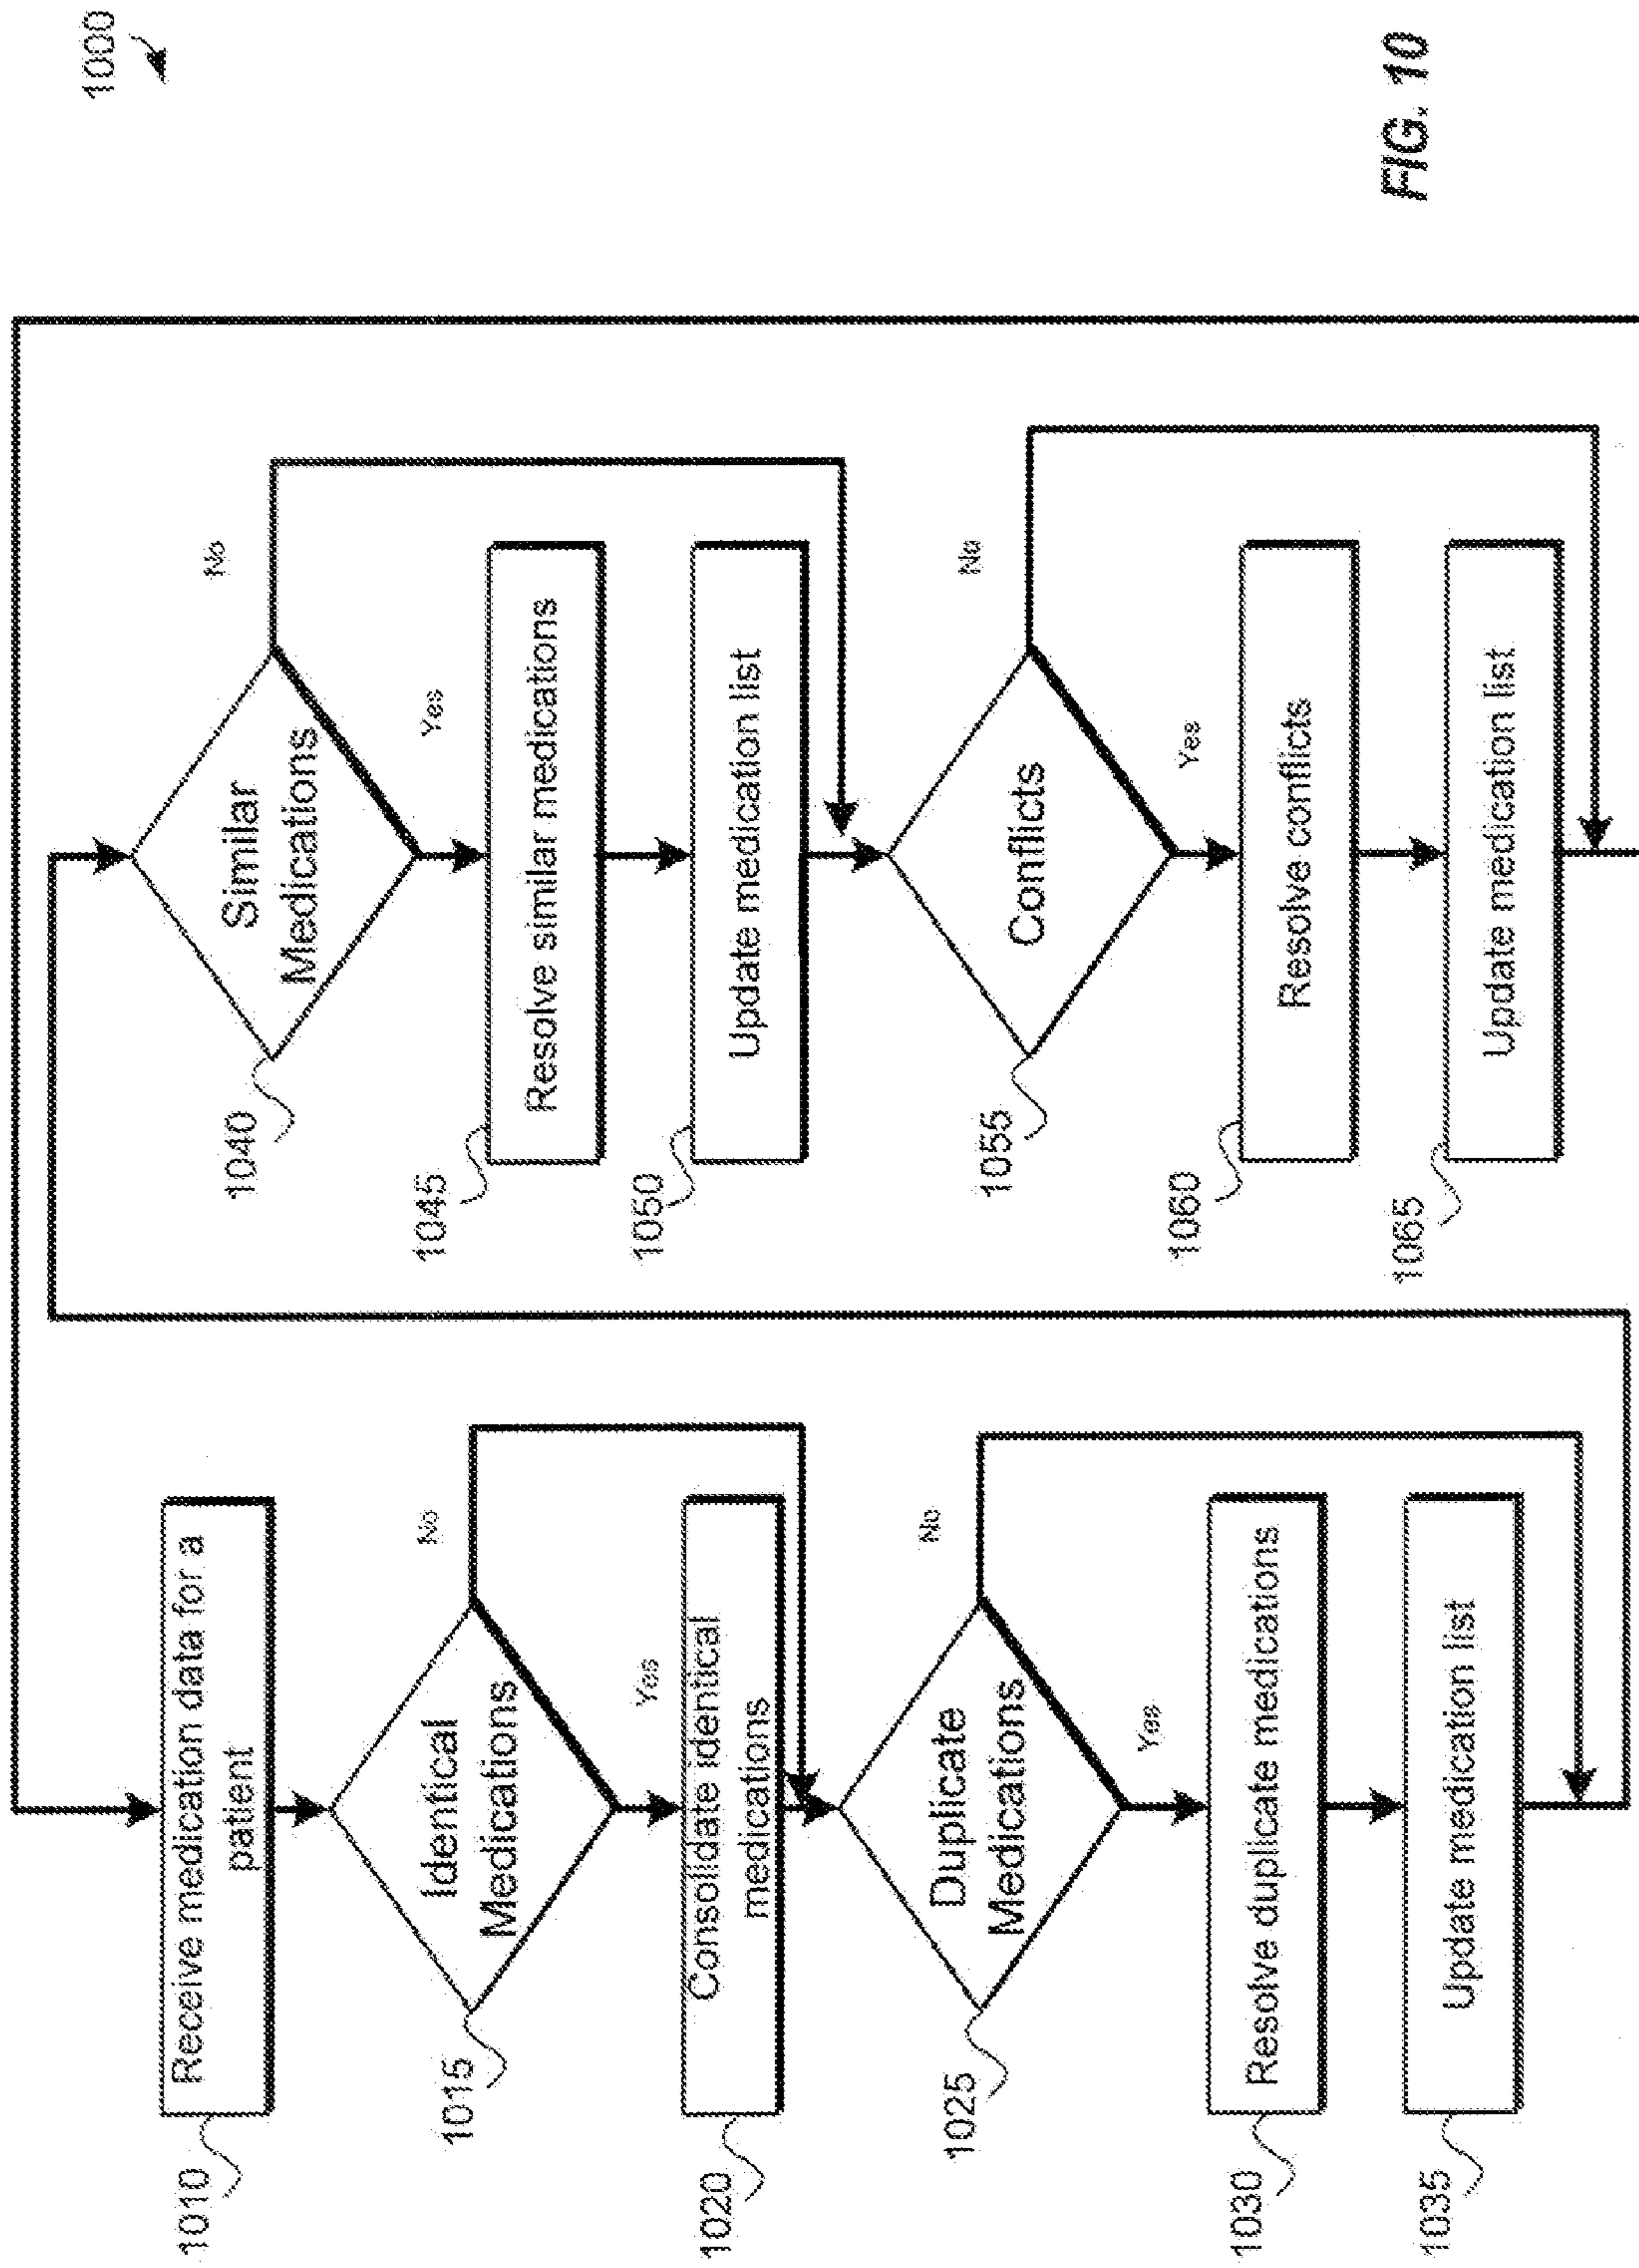 1000
1010
Receive medication data for a
patient
1015
Identical
Medications
No
Yes
1020
Consolidate identical
medications
1025
Duplicate
Medications
No
Yes
1030
Resolve duplicate medications
1035
Update medication list
1040
Similar
Medications
No
Yes
1045
Resolve similar medications
1050
Update medication list
1055
Conflicts
No
Yes
1060
Resolve conflicts
1065
Update medication list
FIG. 10